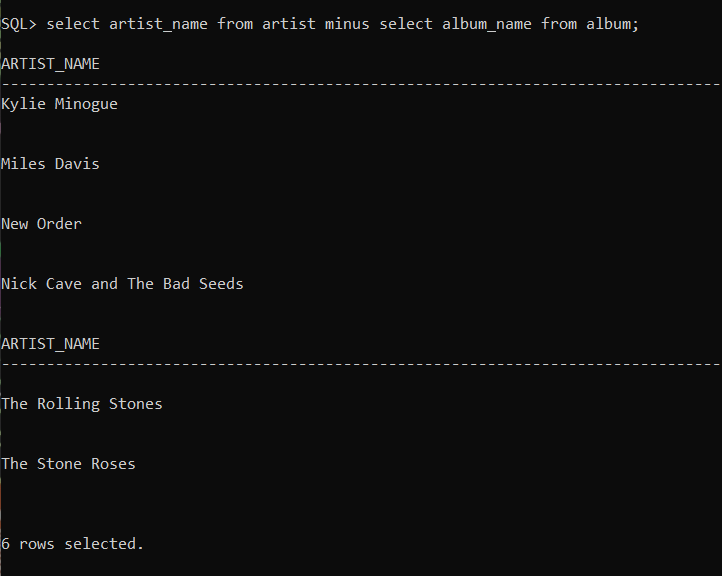 SQL> select artist_name from artist minus select album_name from album;
ARTIST_NAME
--------------------------------------------------------------------------------
Kylie Minogue
Miles Davis
New Order
Nick Cave and The Bad Seeds
ARTIST_NAME
--------------------------------------------------------------------------------
The Rolling Stones
The Stone Roses
6 rows selected.